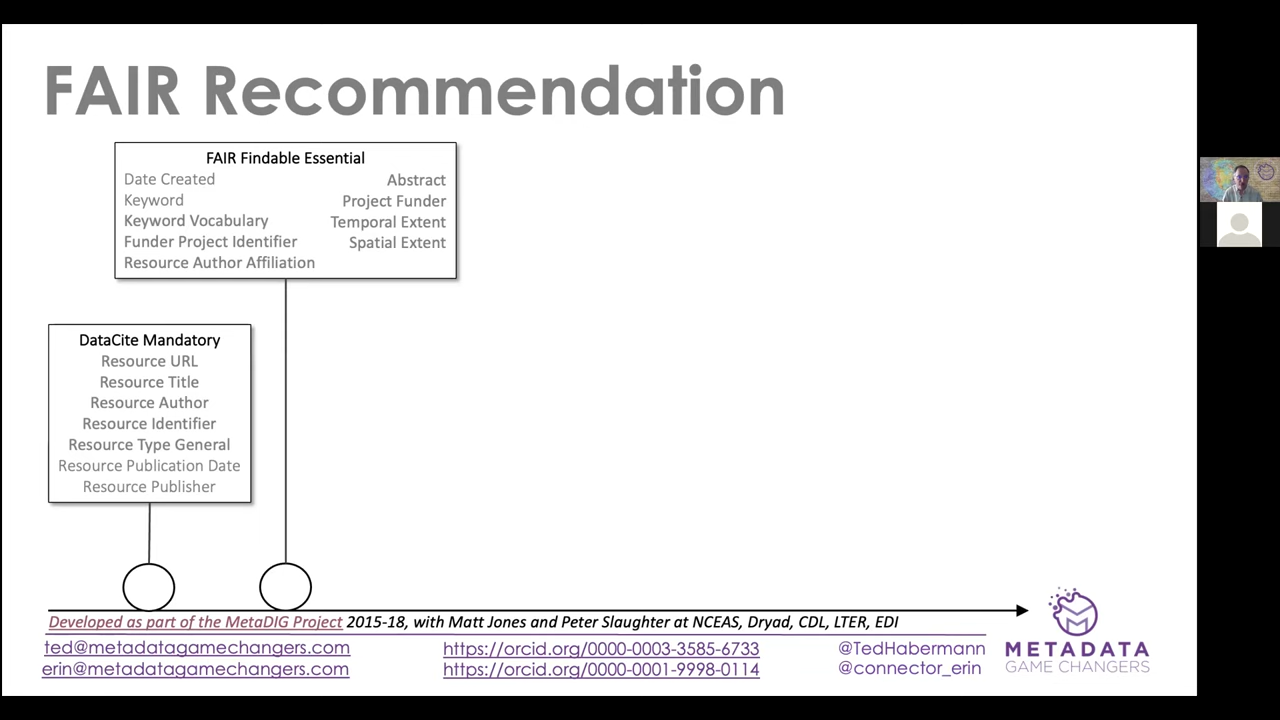 FAIR Recommendation
FAIR Findable Essential
Date Created
Keyword
Keyword Vocabulary
Funder Project Identifier
Resource Author Affiliation
Abstract
Project Funder
Temporal Extent
Spatial Extent
DataCite Mandatory
Resource URL
Resource Title
Resource Author
Resource Identifier
Resource Type General
Resource Publication Date
Resource Publisher
Developed as part of the MetaDIG Project 2015-18, with Matt Jones and Peter Slaughter at NCEAS, Dryad, CDL, LTER, EDI
ted@metadatagamechangers.com
erin@metadatagamechangers.com
https://orcid.org/0000-0003-3585-6733
https://orcid.org/0000-0001-9998-0114
@TedHabermann
@connector_erin
METADATA
GAME CHANGERS